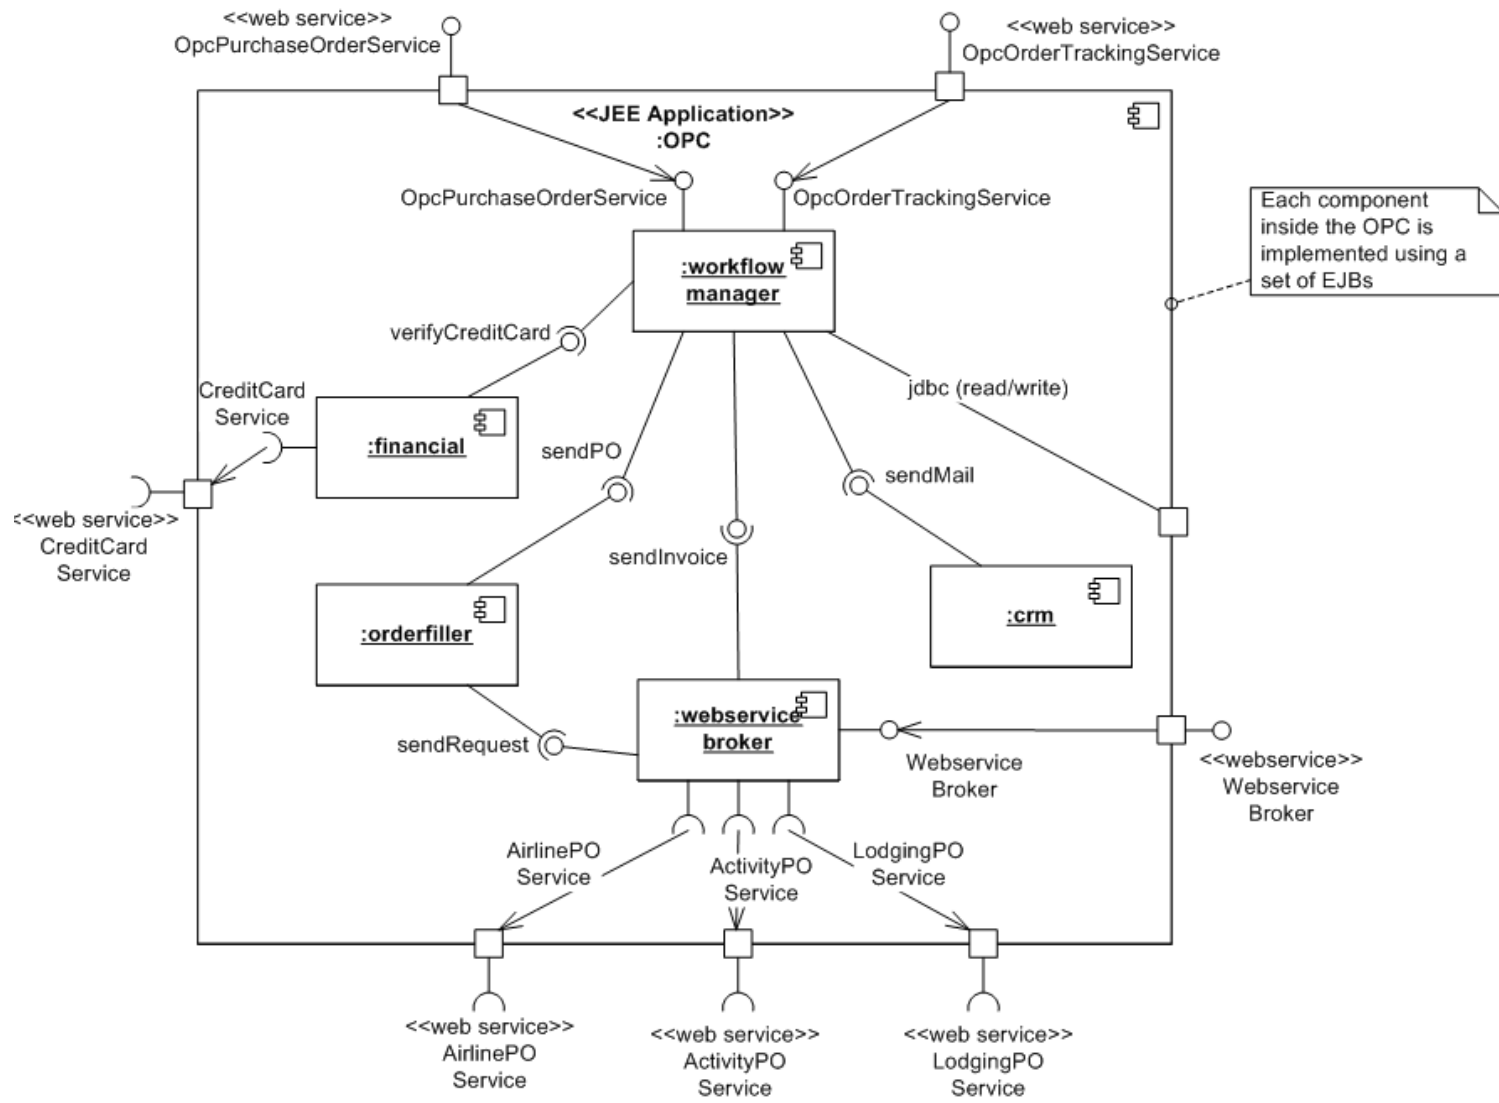 <<web service>>
OpcPurchaseOrderService
<<web service>>
OpcOrderTrackingService
<<JEE Application>>
:OPC
OpcPurchaseOrderService
OpcOrderTrackingService
Each component
inside the OPC is
implemented using a
set of EJBs
:workflow
manager
verifyCreditCard
jdbc (read/write)
CreditCard
Service
:financial
sendPO
sendMail
<<web service>>
CreditCard
Service
sendInvoice
:orderfiller
:crm
:webservice
broker
sendRequest
Webservice
Broker
<<webservice>>
Webservice
Broker
AirlinePO
Service
ActivityPO
Service
LodgingPO
Service
<<web service>>
AirlinePO
Service
<<web service>>
ActivityPO
Service
<<web service>>
LodgingPO
Service